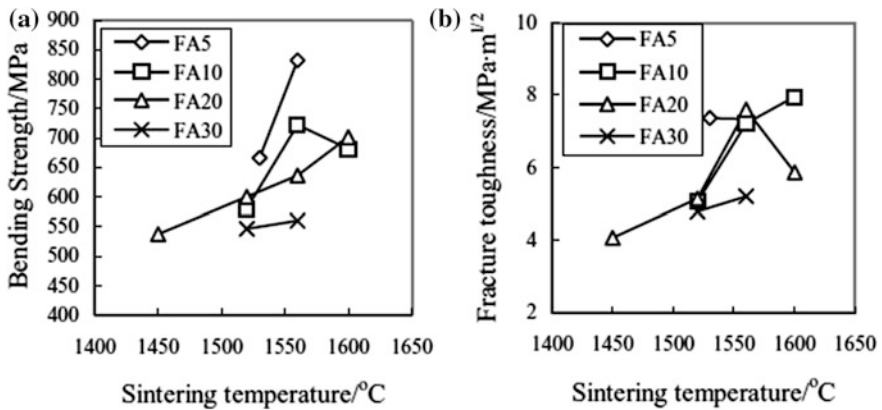 (a)
Bending Strength/MPa
900
850
800
750
700
650
600
550
500
450
400
FA5
FA10
FA20
FA30
1400 1450 1500 1550 1600 1650
Sintering temperature/°C
(b)
Fracture toughness/MPa·m1/2
10
8
6
4
2
FA5
FA10
FA20
FA30
1400 1450 1500 1550 1600 1650
Sintering temperature/°C